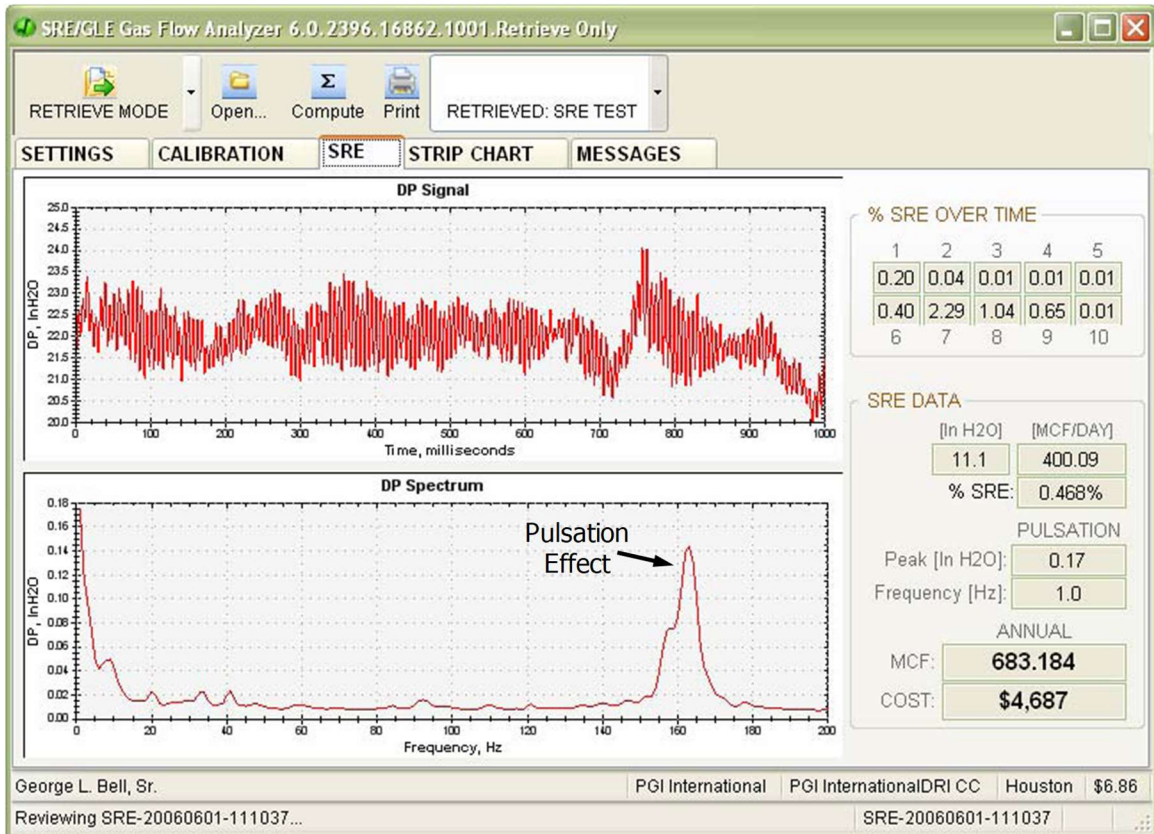 SRE/GLE Gas Flow Analyzer 6.0.2396.16862.1001.Retrieve Only
RETRIEVE MODE
Open...
Σ
Compute
Print
RETRIEVED: SRE TEST
SETTINGS
CALIBRATION
SRE
STRIP CHART
MESSAGES
DP Signal
25.0
24.5
24.0
23.5
23.0
22.5
22.0
21.5
21.0
20.5
20.0
DP, InH2O
0 100 200 300 400 500 600 700 800 900 1000
Time, milliseconds
DP Spectrum
0.18
0.16
0.14
0.12
0.10
0.08
0.06
0.04
0.02
0.00
DP, InH2O
Pulsation
Effect
0 20 40 60 80 100 120 140 160 180 200
Frequency, Hz
% SRE OVER TIME
1 2 3 4 5
0.20 0.04 0.01 0.01 0.01
0.40 2.29 1.04 0.65 0.01
6 7 8 9 10
SRE DATA
[In H2O] [MCF/DAY]
11.1 400.09
% SRE: 0.468%
PULSATION
Peak [In H2O]: 0.17
Frequency [Hz]: 1.0
ANNUAL
MCF: 683.184
COST: $4,687
George L. Bell, Sr.
PGI International
PGI InternationalDRI CC
Houston
$6.86
Reviewing SRE-20060601-111037...
SRE-20060601-111037